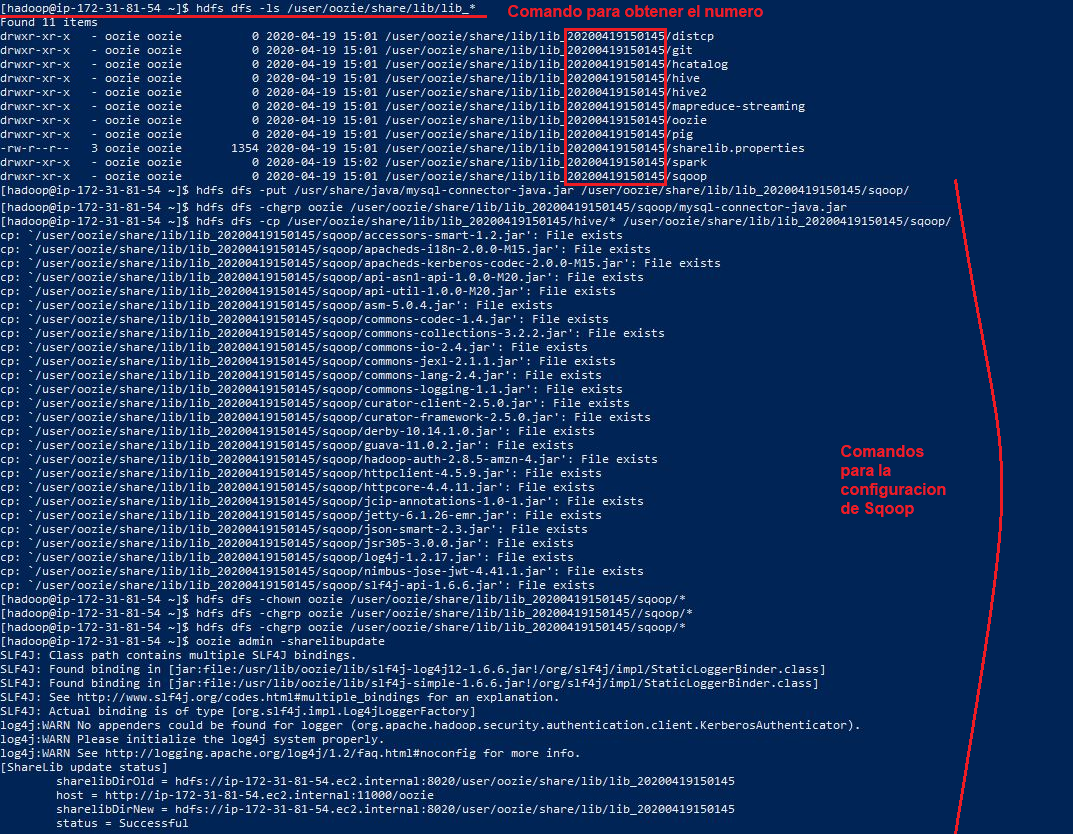 [hadoop@ip-172-31-81-54 ~]$ hdfs dfs -ls /user/oozie/share/lib/lib_*
Comando para obtener el numero
Found 11 items
drwxr-xr-x   - oozie oozie          0 2020-04-19 15:01 /user/oozie/share/lib/lib_20200419150145/distcp
drwxr-xr-x   - oozie oozie          0 2020-04-19 15:01 /user/oozie/share/lib/lib_20200419150145/git
drwxr-xr-x   - oozie oozie          0 2020-04-19 15:01 /user/oozie/share/lib/lib_20200419150145/hcatalog
drwxr-xr-x   - oozie oozie          0 2020-04-19 15:01 /user/oozie/share/lib/lib_20200419150145/hive
drwxr-xr-x   - oozie oozie          0 2020-04-19 15:01 /user/oozie/share/lib/lib_20200419150145/hive2
drwxr-xr-x   - oozie oozie          0 2020-04-19 15:01 /user/oozie/share/lib/lib_20200419150145/mapreduce-streaming
drwxr-xr-x   - oozie oozie          0 2020-04-19 15:01 /user/oozie/share/lib/lib_20200419150145/oozie
drwxr-xr-x   - oozie oozie          0 2020-04-19 15:01 /user/oozie/share/lib/lib_20200419150145/pig
-rw-r--r--   3 oozie oozie       1354 2020-04-19 15:01 /user/oozie/share/lib/lib_20200419150145/sharelib.properties
drwxr-xr-x   - oozie oozie          0 2020-04-19 15:02 /user/oozie/share/lib/lib_20200419150145/spark
drwxr-xr-x   - oozie oozie          0 2020-04-19 15:01 /user/oozie/share/lib/lib_20200419150145/sqoop
[hadoop@ip-172-31-81-54 ~]$ hdfs dfs -put /usr/share/java/mysql-connector-java.jar /user/oozie/share/lib/lib_20200419150145/sqoop/
[hadoop@ip-172-31-81-54 ~]$ hdfs dfs -chgrp oozie /user/oozie/share/lib/lib_20200419150145/sqoop/mysql-connector-java.jar
[hadoop@ip-172-31-81-54 ~]$ hdfs dfs -cp /user/oozie/share/lib/lib_20200419150145/hive/* /user/oozie/share/lib/lib_20200419150145/sqoop/
cp: `/user/oozie/share/lib/lib_20200419150145/sqoop/accessors-smart-1.2.jar': File exists
cp: `/user/oozie/share/lib/lib_20200419150145/sqoop/apacheds-i18n-2.0.0-M15.jar': File exists
cp: `/user/oozie/share/lib/lib_20200419150145/sqoop/apacheds-kerberos-codec-2.0.0-M15.jar': File exists
cp: `/user/oozie/share/lib/lib_20200419150145/sqoop/api-asn1-api-1.0.0-M20.jar': File exists
cp: `/user/oozie/share/lib/lib_20200419150145/sqoop/api-util-1.0.0-M20.jar': File exists
cp: `/user/oozie/share/lib/lib_20200419150145/sqoop/asm-5.0.4.jar': File exists
cp: `/user/oozie/share/lib/lib_20200419150145/sqoop/commons-codec-1.4.jar': File exists
cp: `/user/oozie/share/lib/lib_20200419150145/sqoop/commons-collections-3.2.2.jar': File exists
cp: `/user/oozie/share/lib/lib_20200419150145/sqoop/commons-io-2.4.jar': File exists
cp: `/user/oozie/share/lib/lib_20200419150145/sqoop/commons-jexl-2.1.1.jar': File exists
cp: `/user/oozie/share/lib/lib_20200419150145/sqoop/commons-lang-2.4.jar': File exists
cp: `/user/oozie/share/lib/lib_20200419150145/sqoop/commons-logging-1.1.jar': File exists
cp: `/user/oozie/share/lib/lib_20200419150145/sqoop/curator-client-2.5.0.jar': File exists
cp: `/user/oozie/share/lib/lib_20200419150145/sqoop/curator-framework-2.5.0.jar': File exists
cp: `/user/oozie/share/lib/lib_20200419150145/sqoop/derby-10.14.1.0.jar': File exists
cp: `/user/oozie/share/lib/lib_20200419150145/sqoop/guava-11.0.2.jar': File exists
cp: `/user/oozie/share/lib/lib_20200419150145/sqoop/hadoop-auth-2.8.5-amzn-4.jar': File exists
cp: `/user/oozie/share/lib/lib_20200419150145/sqoop/httpclient-4.5.9.jar': File exists
cp: `/user/oozie/share/lib/lib_20200419150145/sqoop/httpcore-4.4.11.jar': File exists
cp: `/user/oozie/share/lib/lib_20200419150145/sqoop/jcip-annotations-1.0-1.jar': File exists
cp: `/user/oozie/share/lib/lib_20200419150145/sqoop/jetty-6.1.26-emr.jar': File exists
cp: `/user/oozie/share/lib/lib_20200419150145/sqoop/json-smart-2.3.jar': File exists
cp: `/user/oozie/share/lib/lib_20200419150145/sqoop/jsr305-3.0.0.jar': File exists
cp: `/user/oozie/share/lib/lib_20200419150145/sqoop/log4j-1.2.17.jar': File exists
cp: `/user/oozie/share/lib/lib_20200419150145/sqoop/nimbus-jose-jwt-4.41.1.jar': File exists
cp: `/user/oozie/share/lib/lib_20200419150145/sqoop/slf4j-api-1.6.6.jar': File exists
Comandos
para la
configuracion
de Sqoop
[hadoop@ip-172-31-81-54 ~]$ hdfs dfs -chown oozie /user/oozie/share/lib/lib_20200419150145/sqoop/*
[hadoop@ip-172-31-81-54 ~]$ hdfs dfs -chgrp oozie /user/oozie/share/lib/lib_20200419150145//sqoop/*
[hadoop@ip-172-31-81-54 ~]$ hdfs dfs -chgrp oozie /user/oozie/share/lib/lib_20200419150145/sqoop/*
[hadoop@ip-172-31-81-54 ~]$ oozie admin -sharelibupdate
SLF4J: Class path contains multiple SLF4J bindings.
SLF4J: Found binding in [jar:file:/usr/lib/oozie/lib/slf4j-log4j12-1.6.6.jar!/org/slf4j/impl/StaticLoggerBinder.class]
SLF4J: Found binding in [jar:file:/usr/lib/oozie/lib/slf4j-simple-1.6.6.jar!/org/slf4j/impl/StaticLoggerBinder.class]
SLF4J: See http://www.slf4j.org/codes.html#multiple_bindings for an explanation.
SLF4J: Actual binding is of type [org.slf4j.impl.Log4jLoggerFactory]
log4j:WARN No appenders could be found for logger (org.apache.hadoop.security.authentication.client.KerberosAuthenticator).
log4j:WARN Please initialize the log4j system properly.
log4j:WARN See http://logging.apache.org/log4j/1.2/faq.html#noconfig for more info.
[ShareLib update status]
sharelibDirOld = hdfs://ip-172-31-81-54.ec2.internal:8020/user/oozie/share/lib/lib_20200419150145
host = http://ip-172-31-81-54.ec2.internal:11000/oozie
sharelibDirNew = hdfs://ip-172-31-81-54.ec2.internal:8020/user/oozie/share/lib/lib_20200419150145
status = Successful